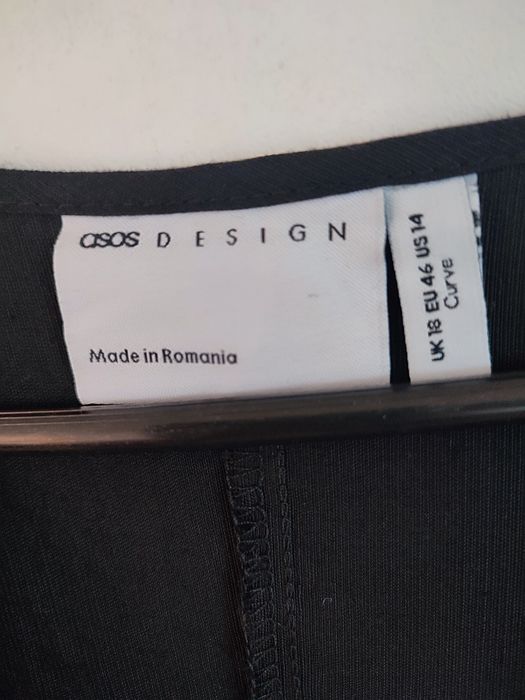 asos DESIGN
Made in Romania
UK 18 EU 46 US 14
Curve